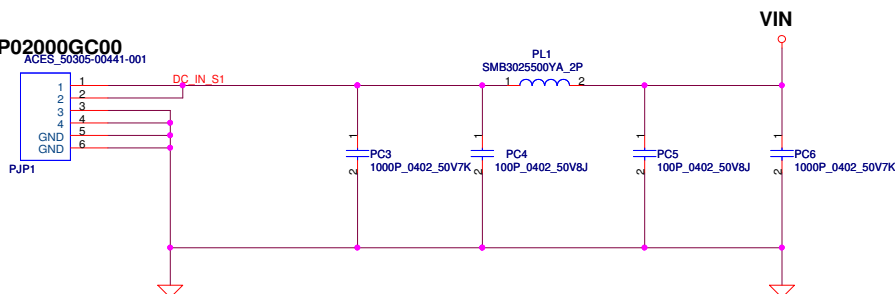 VIN
P02000GC00
ACES_50305-00441-001
PL1
SMB3025500YA_2P
DC_IN_S1
1 2
1 1
2 2
3 3
4 4
GND 5
GND 6
PJP1
1 1 1 1
PC3 PC4 PC5 PC6
1000P_0402_50V7K 100P_0402_50V8J 100P_0402_50V8J 1000P_0402_50V7K
2 2 2 2